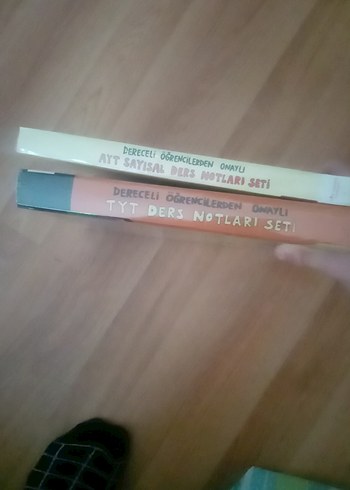 DERECELİ ÖĞRENCİLERDEN ONAYLI
AYT SAYISAL DERS NOTLARI SETİ
DERECELİ ÖĞRENCİLERDEN ONAYLI
TYT DERS NOTLARI SETİ